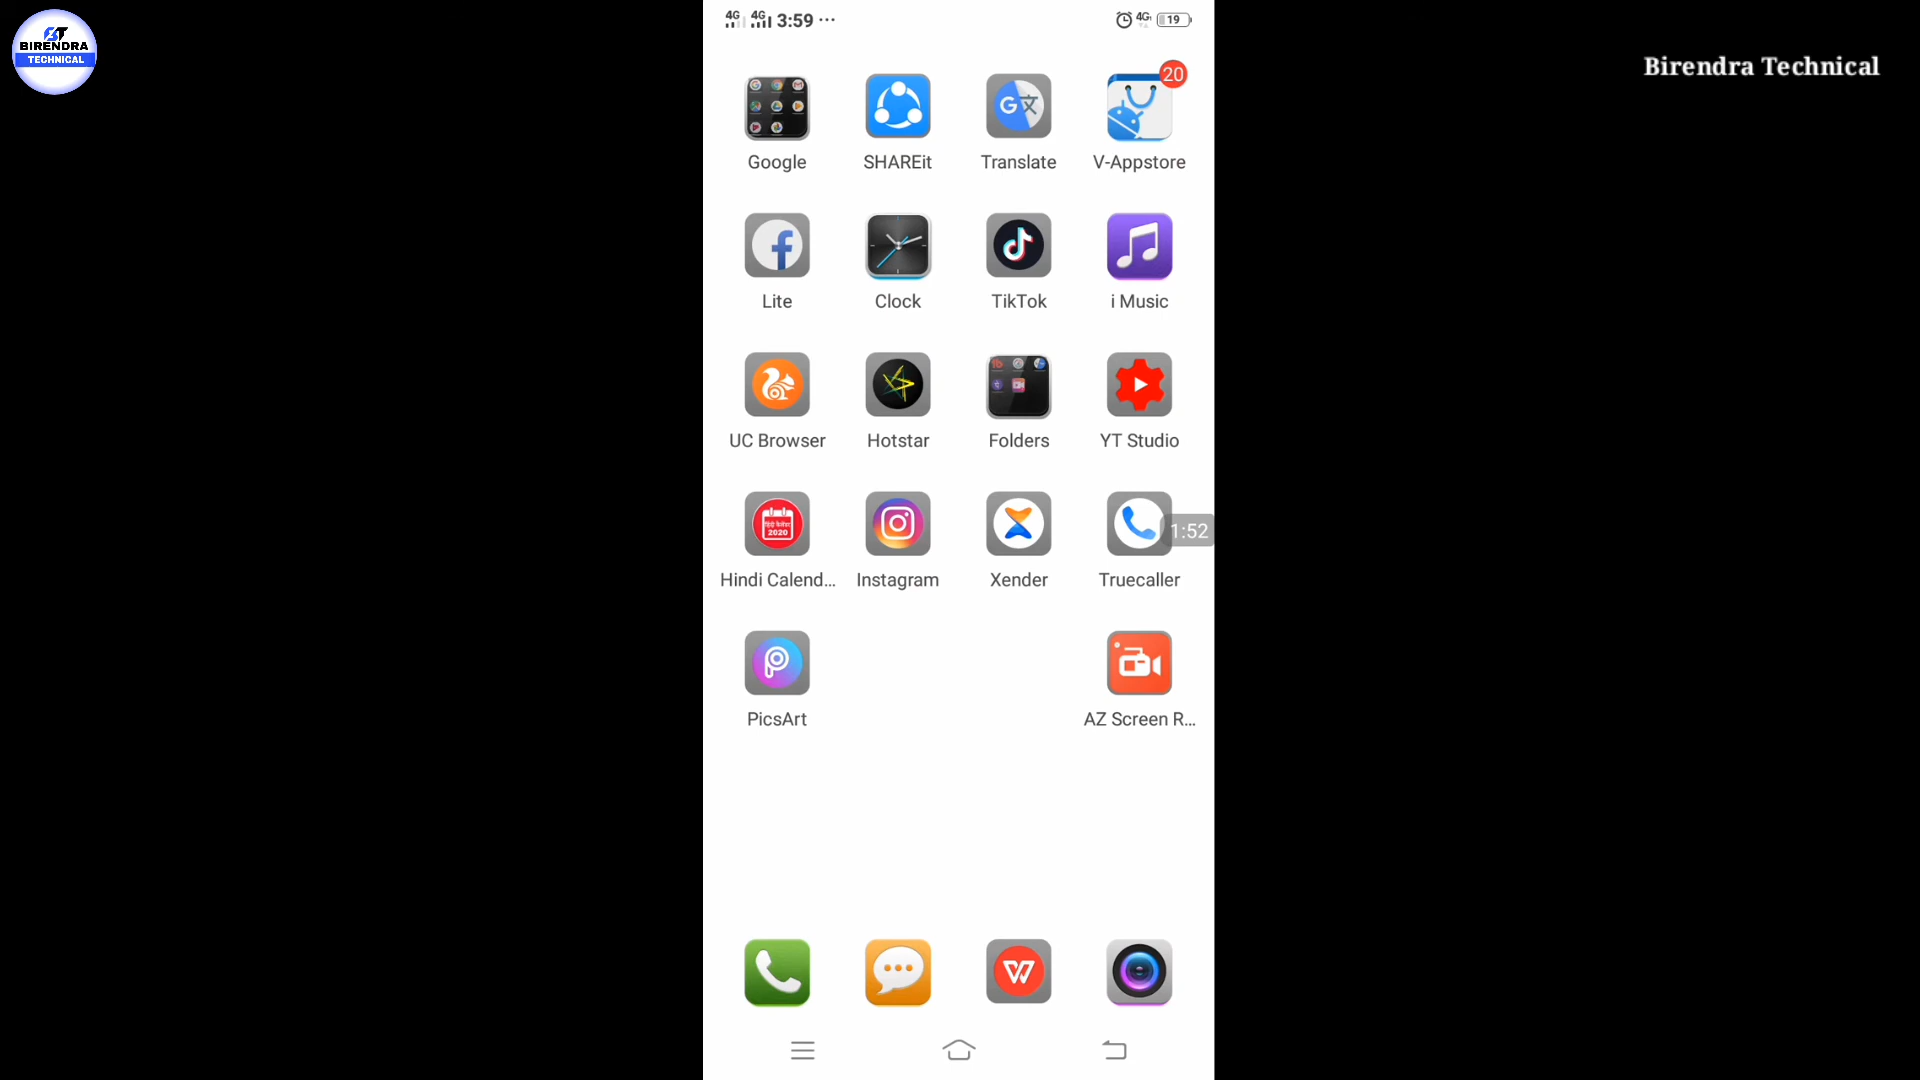 BIRENDRA
TECHNICAL
Birendra Technical
4G 4G 3:59 ... 4G 19
20
Google SHAREit Translate V-Appstore
Lite Clock TikTok i Music
UC Browser Hotstar Folders YT Studio
2020
1:52
Hindi Calend... Instagram Xender Truecaller
PicsArt AZ Screen R...